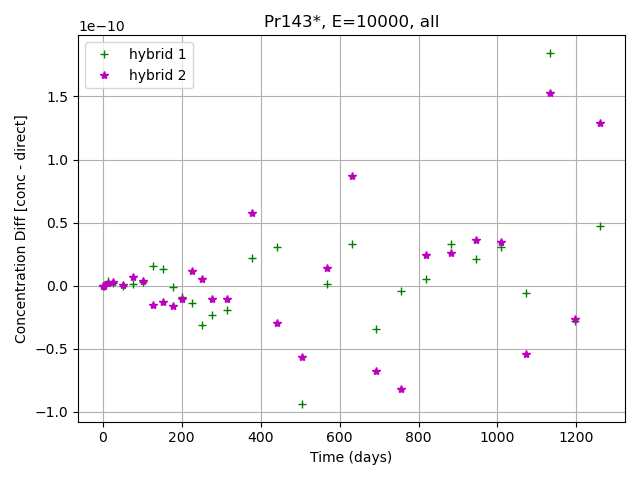 Pr143*, E=10000, all
1e−10
hybrid 1
hybrid 2
1.5
1.0
0.5
0.0
−0.5
−1.0
Concentration Diff [conc - direct]
0 200 400 600 800 1000 1200
Time (days)